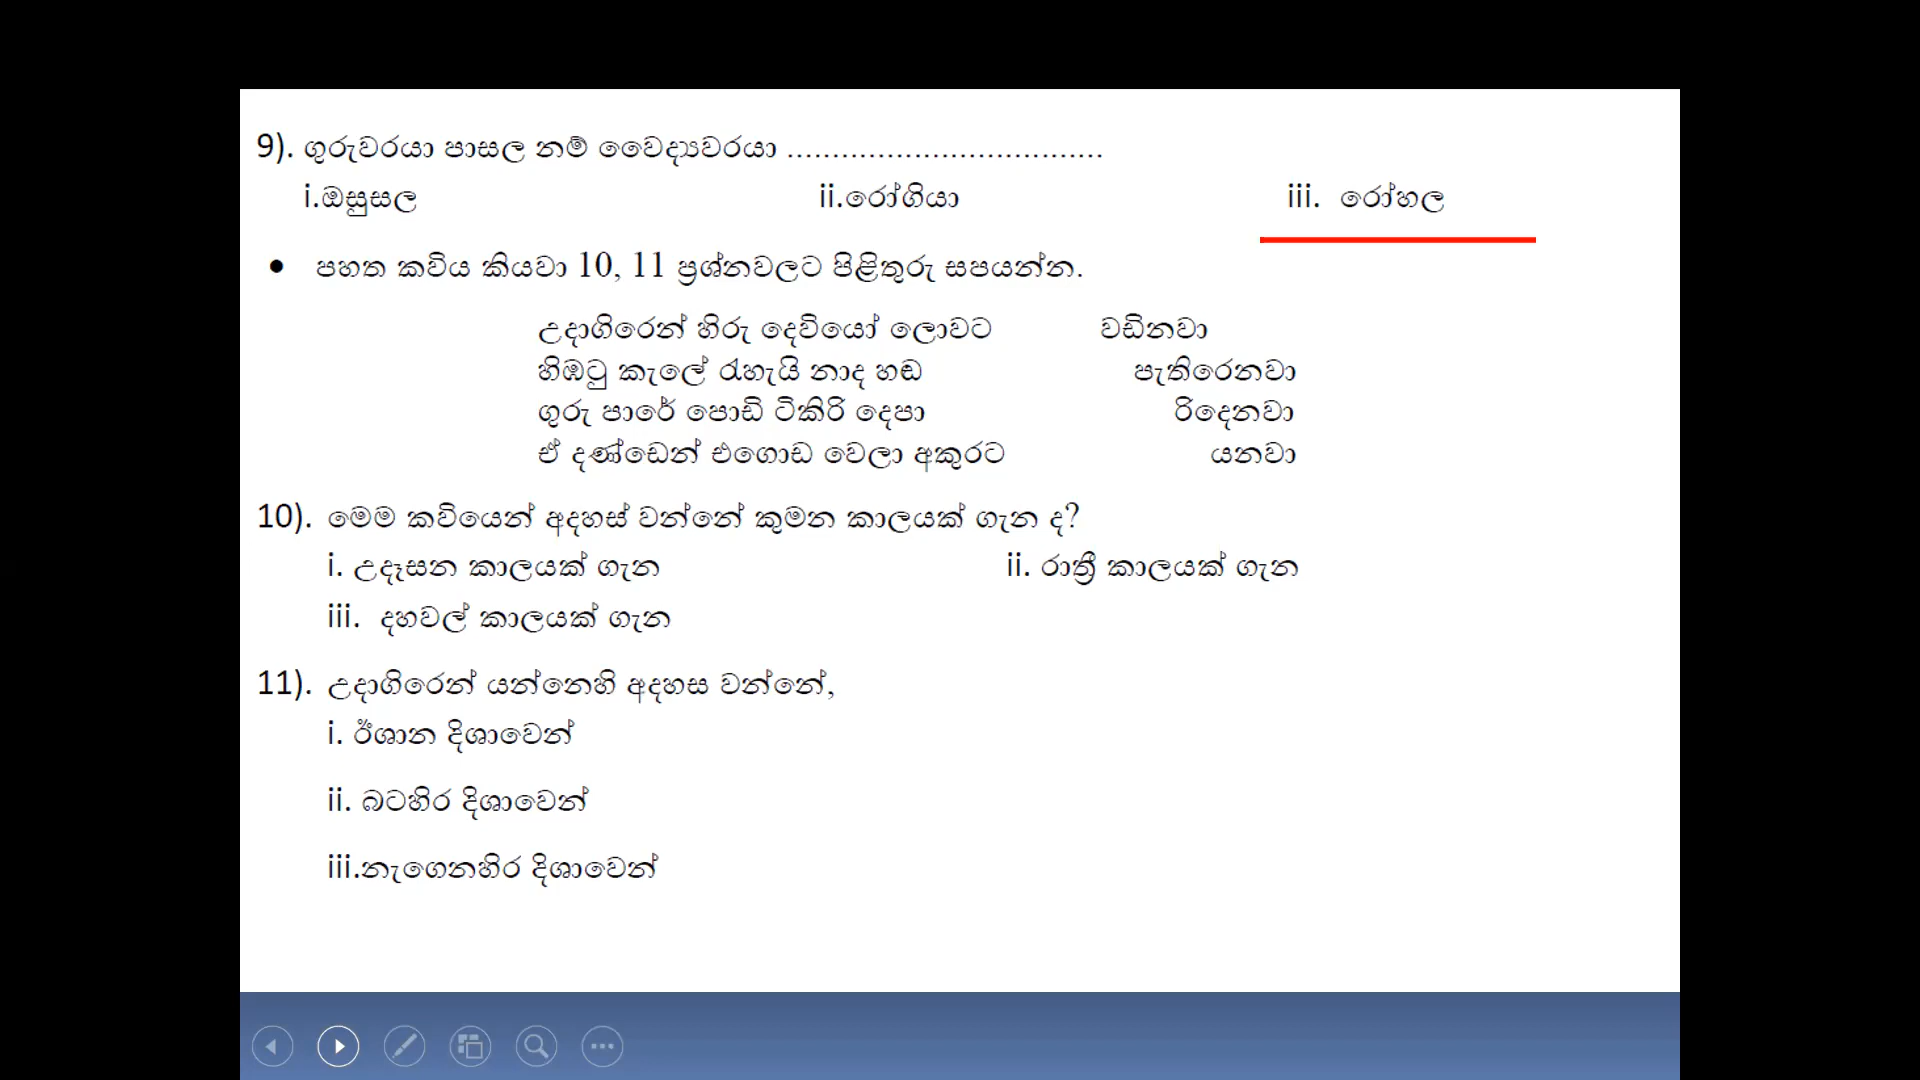 9). ගුරුවරයා පාසල නම් වෛද්‍යවරයා ...................................
i.ඔසුසල ii.රෝගියා iii. රෝහල
● පහත කවිය කියවා 10, 11 ප්‍රශ්නවලට පිළිතුරු සපයන්න.
උදාගිරෙන් හිරු දෙවියෝ ලොවට වඩිනවා
හිඹටු කැලේ රැහැයි නාද හඬ පැතිරෙනවා
ගුරු පාරේ පොඩි ටිකිරි දෙපා රිදෙනවා
ඒ දණ්ඩෙන් එගොඩ වෙලා අකුරට යනවා
10). මෙම කවියෙන් අදහස් වන්නේ කුමන කාලයක් ගැන ද?
i. උදෑසන කාලයක් ගැන ii. රාත්‍රී කාලයක් ගැන
iii. දහවල් කාලයක් ගැන
11). උදාගිරෙන් යන්නෙහි අදහස වන්නේ,
i. ඊශාන දිශාවෙන්
ii. බටහිර දිශාවෙන්
iii.නැගෙනහිර දිශාවෙන්